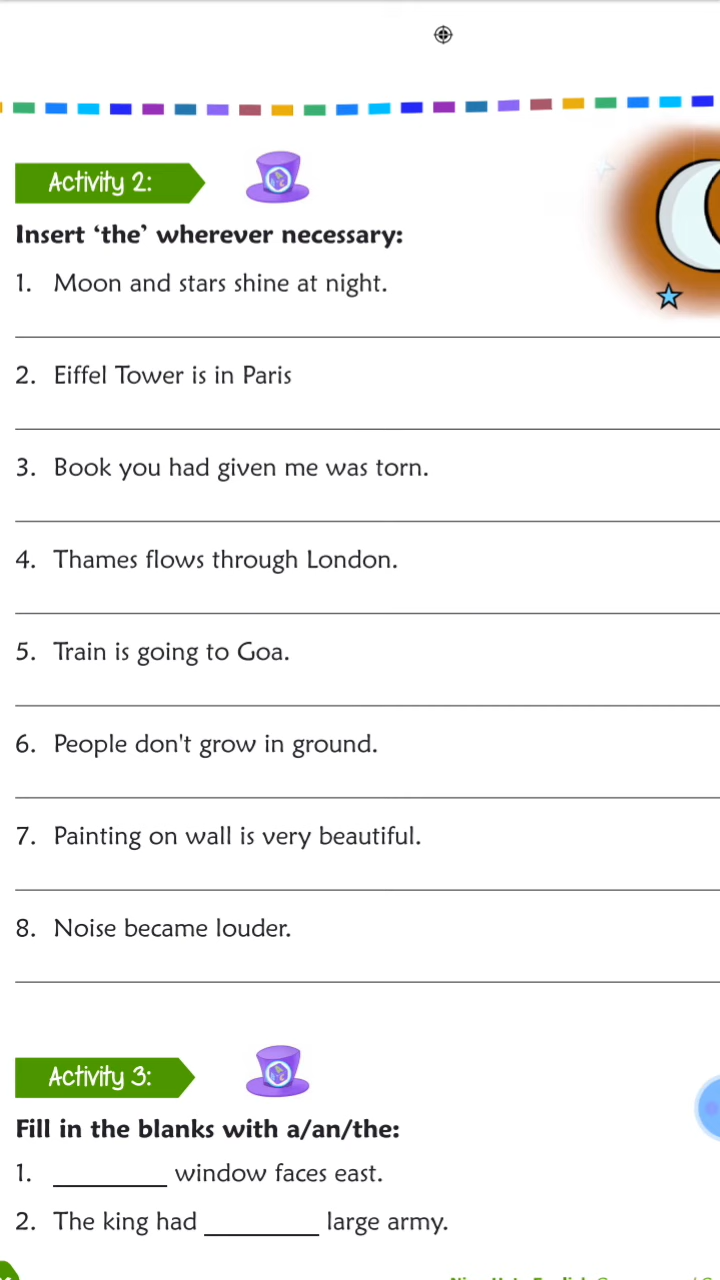 Activity 2:
Insert ‘the’ wherever necessary:
1. Moon and stars shine at night.
2. Eiffel Tower is in Paris
3. Book you had given me was torn.
4. Thames flows through London.
5. Train is going to Goa.
6. People don't grow in ground.
7. Painting on wall is very beautiful.
8. Noise became louder.
Activity 3:
Fill in the blanks with a/an/the:
1. _________ window faces east.
2. The king had _________ large army.